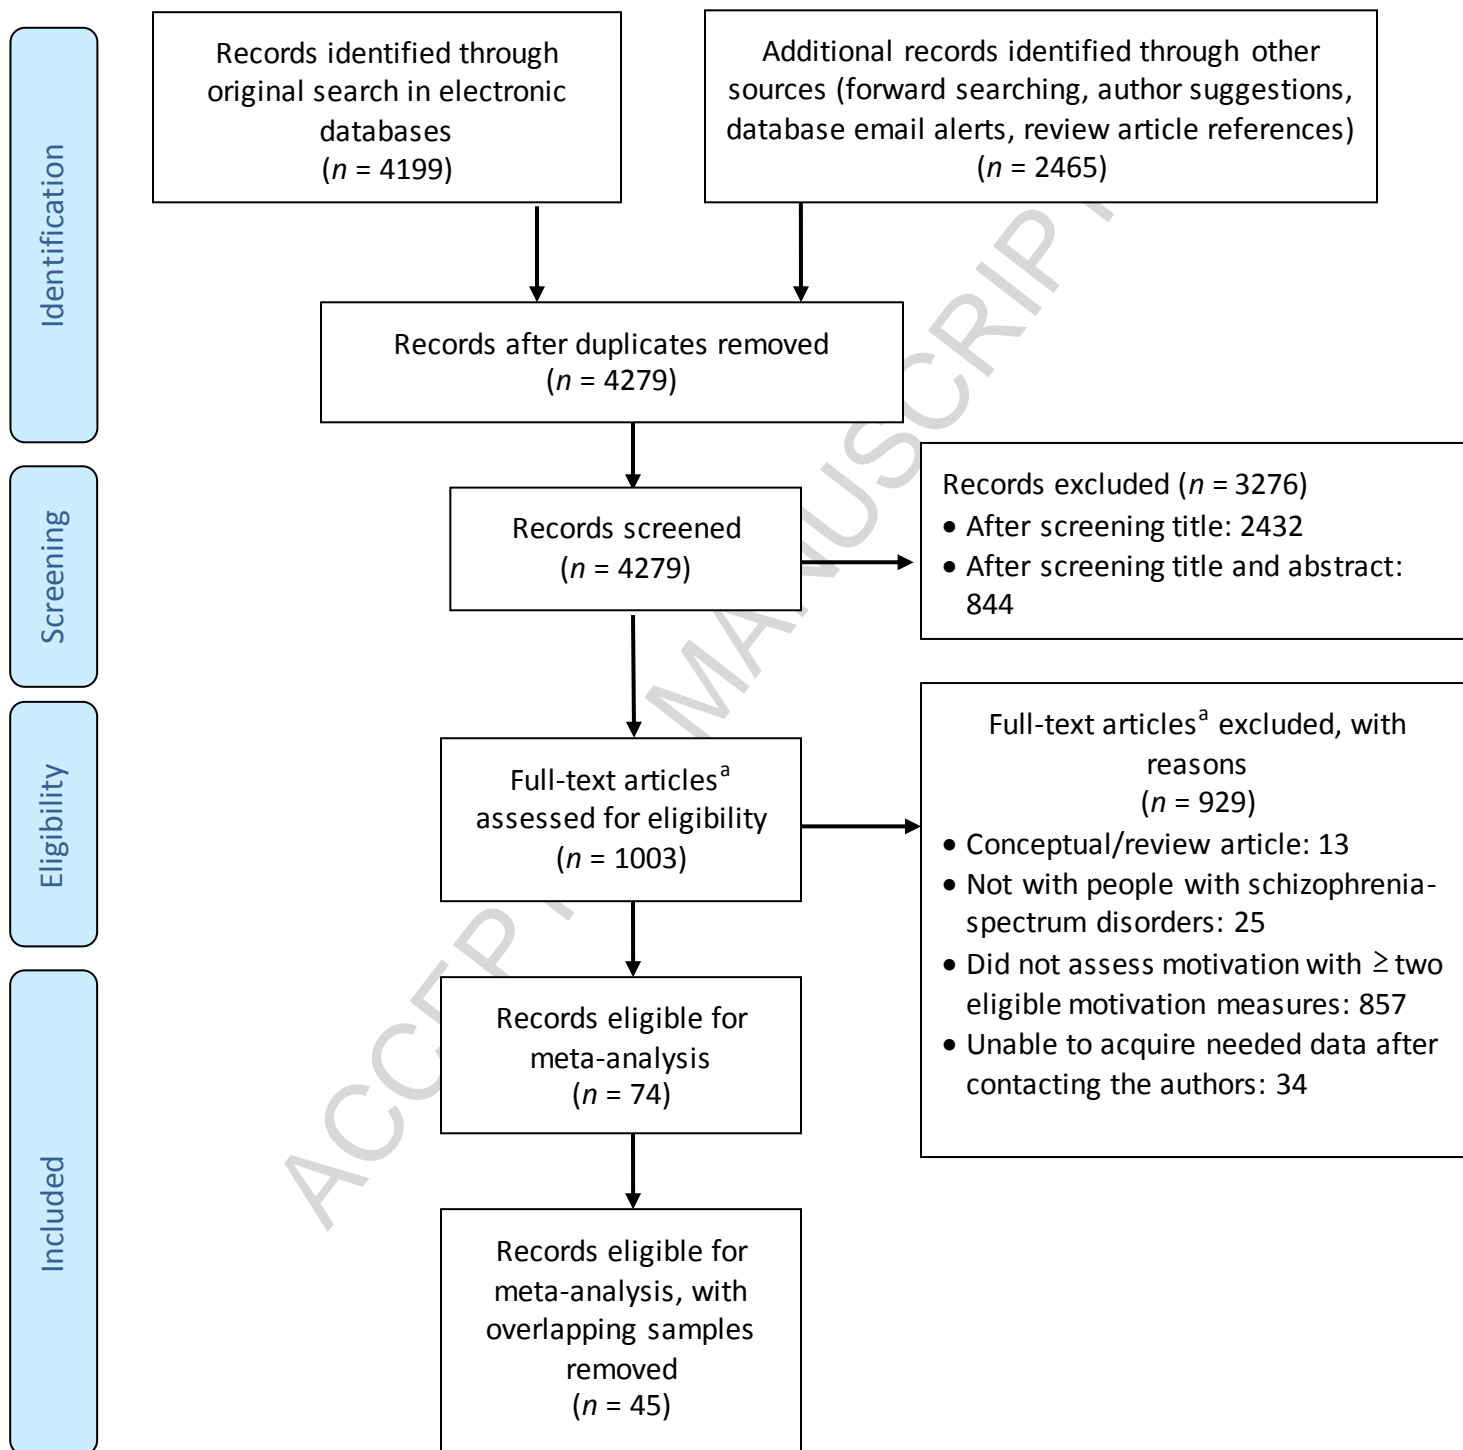 Identification
Records identified through
original search in electronic
databases
(n = 4199)
Additional records identified through other
sources (forward searching, author suggestions,
database email alerts, review article references)
(n = 2465)
Records after duplicates removed
(n = 4279)
Screening
Records screened
(n = 4279)
Records excluded (n = 3276)
• After screening title: 2432
• After screening title and abstract:
844
Eligibility
Full-text articlesᵃ
assessed for eligibility
(n = 1003)
Full-text articlesᵃ excluded, with
reasons
(n = 929)
• Conceptual/review article: 13
• Not with people with schizophrenia-
spectrum disorders: 25
• Did not assess motivation with ≥ two
eligible motivation measures: 857
• Unable to acquire needed data after
contacting the authors: 34
Included
Records eligible for
meta-analysis
(n = 74)
Records eligible for
meta-analysis, with
overlapping samples
removed
(n = 45)
MANUSCRIPT